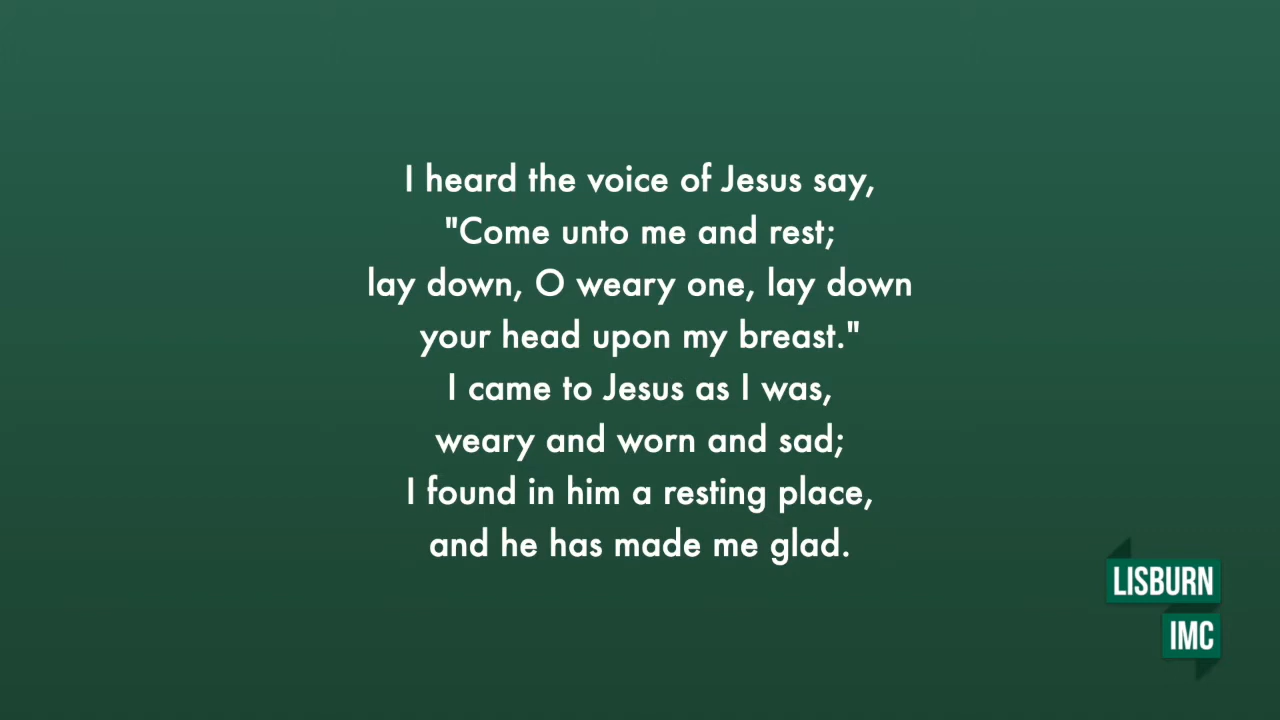 I heard the voice of Jesus say,
"Come unto me and rest;
lay down, O weary one, lay down
your head upon my breast."
I came to Jesus as I was,
weary and worn and sad;
I found in him a resting place,
and he has made me glad.
LISBURN
IMC